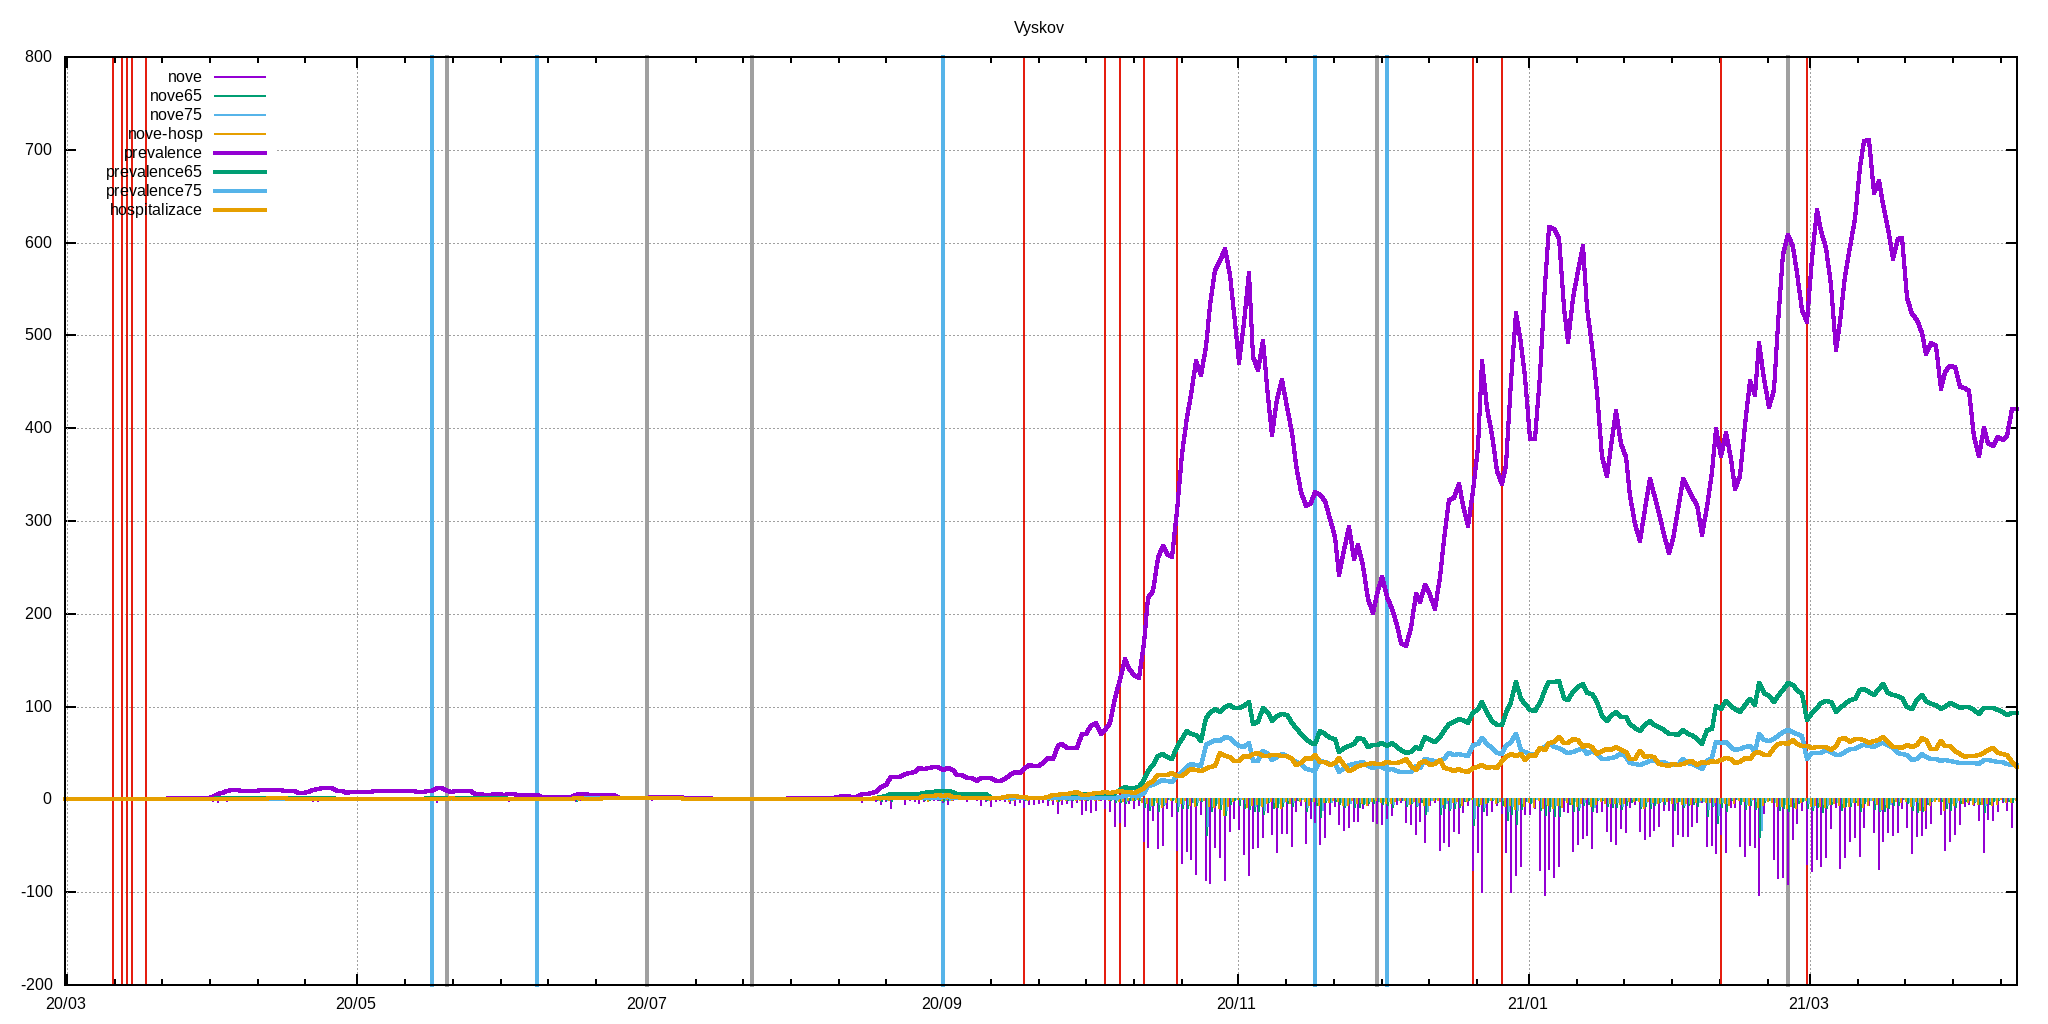 Vyskov
800
700
600
500
400
300
200
100
0
-100
-200
nove
nove65
nove75
nove-hosp
prevalence
prevalence65
prevalence75
hospitalizace
20/03 20/05 20/07 20/09 20/11 21/01 21/03